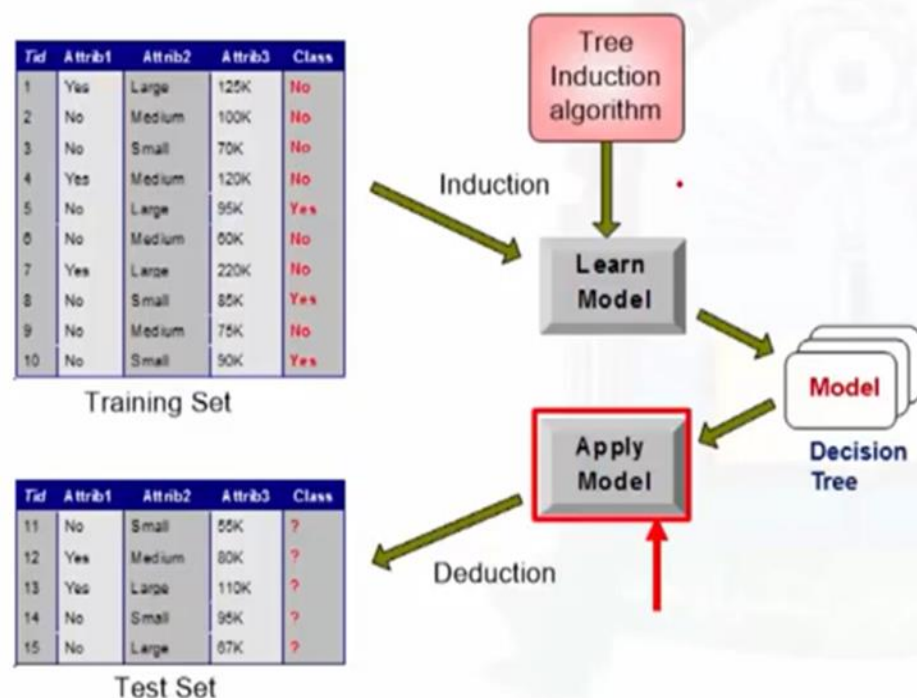 Tid Attrib1 Attrib2 Attrib3 Class
1 Yes Large 125K No
2 No Medium 100K No
3 No Small 70K No
4 Yes Medium 120K No
5 No Large 95K Yes
6 No Medium 60K No
7 Yes Large 220K No
8 No Small 85K Yes
9 No Medium 75K No
10 No Small 90K Yes
Training Set
Tree
Induction
algorithm
Induction
Learn
Model
Model
Decision
Tree
Apply
Model
Deduction
Tid Attrib1 Attrib2 Attrib3 Class
11 No Small 55K ?
12 Yes Medium 80K ?
13 Yes Large 110K ?
14 No Small 95K ?
15 No Large 67K ?
Test Set